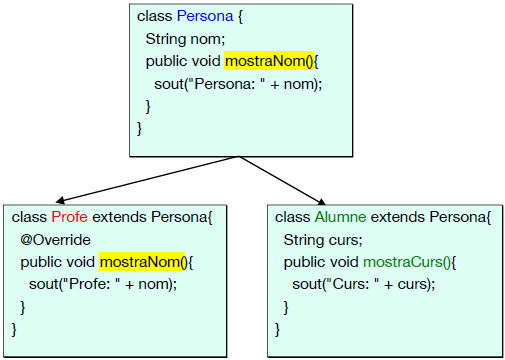 class Persona {
String nom;
public void mostraNom(){
sout("Persona: " + nom);
}
}
class Profe extends Persona{
@Override
public void mostraNom(){
sout("Profe: " + nom);
}
}
class Alumne extends Persona{
String curs;
public void mostraCurs(){
sout("Curs: " + curs);
}
}